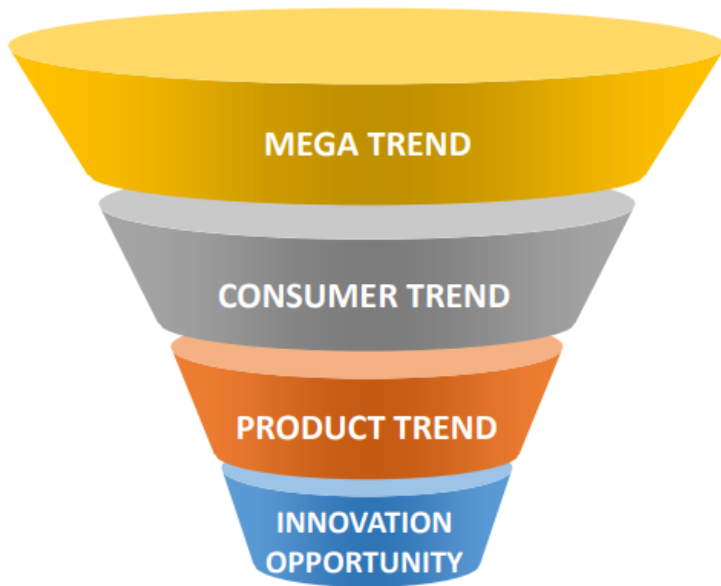 MEGA TREND
CONSUMER TREND
PRODUCT TREND
INNOVATION
OPPORTUNITY